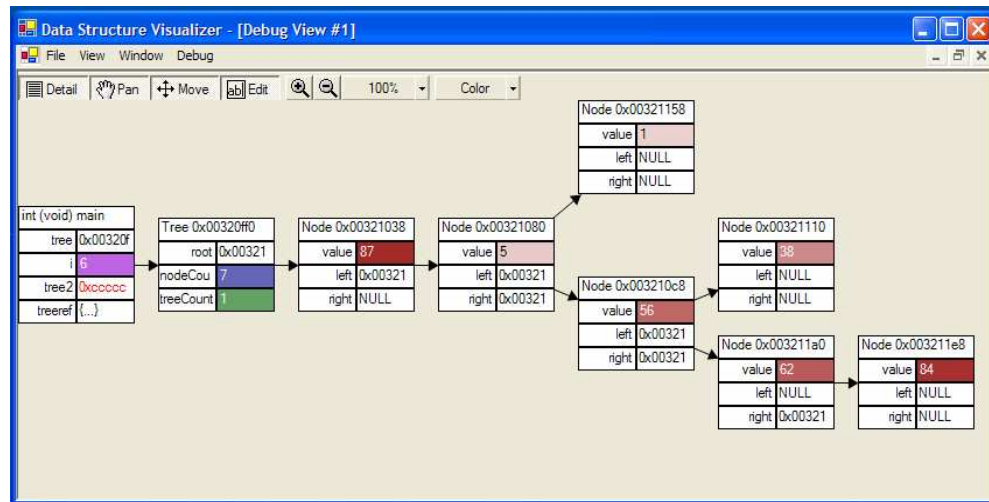 Data Structure Visualizer - [Debug View #1]
File View Window Debug
Detail Pan Move ab Edit 100% Color
Node 0x00321158
value 1
left NULL
right NULL
int (void) main
tree 0x00320f
i 6
tree2 0xccccc
treeref {...}
Tree 0x00320ff0
root 0x00321
nodeCou 7
treeCount 1
Node 0x00321038
value 87
left 0x00321
right NULL
Node 0x00321080
value 5
left 0x00321
right 0x00321
Node 0x003210c8
value 56
left 0x00321
right 0x00321
Node 0x00321110
value 38
left NULL
right NULL
Node 0x003211a0
value 62
left NULL
right 0x00321
Node 0x003211e8
value 84
left NULL
right NULL